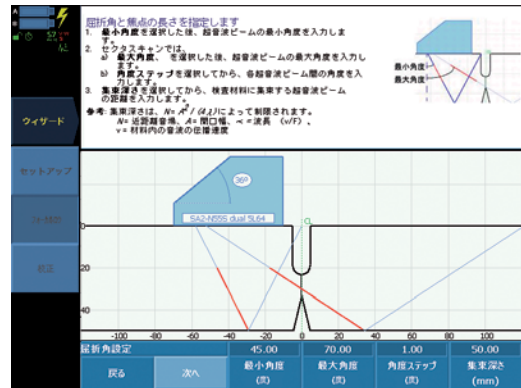 屈折角と焦点の長さを指定します
1. 最小角度を選択した後、超音波ビームの最小角度を入力しま
す。
2. セクタスキャンでは、
a) 最大角度、 を選択した後、超音波ビームの最大角度を入力し
ます。
b) 角度ステップを選択してから、各超音波ビーム間の角度を入
力します。
3. 集束深さを選択してから、検査材料に集束する超音波ビーム
の距離を入力します。
参考: 集束深さは、N= A²/(4λ)によって制限されます。
N= 近距離音場、A= 開口幅、
v= 材料内の音波の伝播速度
最小角度
最大角度
ウィザード
セットアップ
校正
36º
SA2-N55S dual 5L64
0
20
40
-100 -80 -60 -40 -20 0 20 40 60 80 100
屈折角設定 45.00 70.00 1.00 50.00
戻る 次へ 最小角度 (度) 最大角度 (度) 角度ステップ (度) 集束深さ (mm)